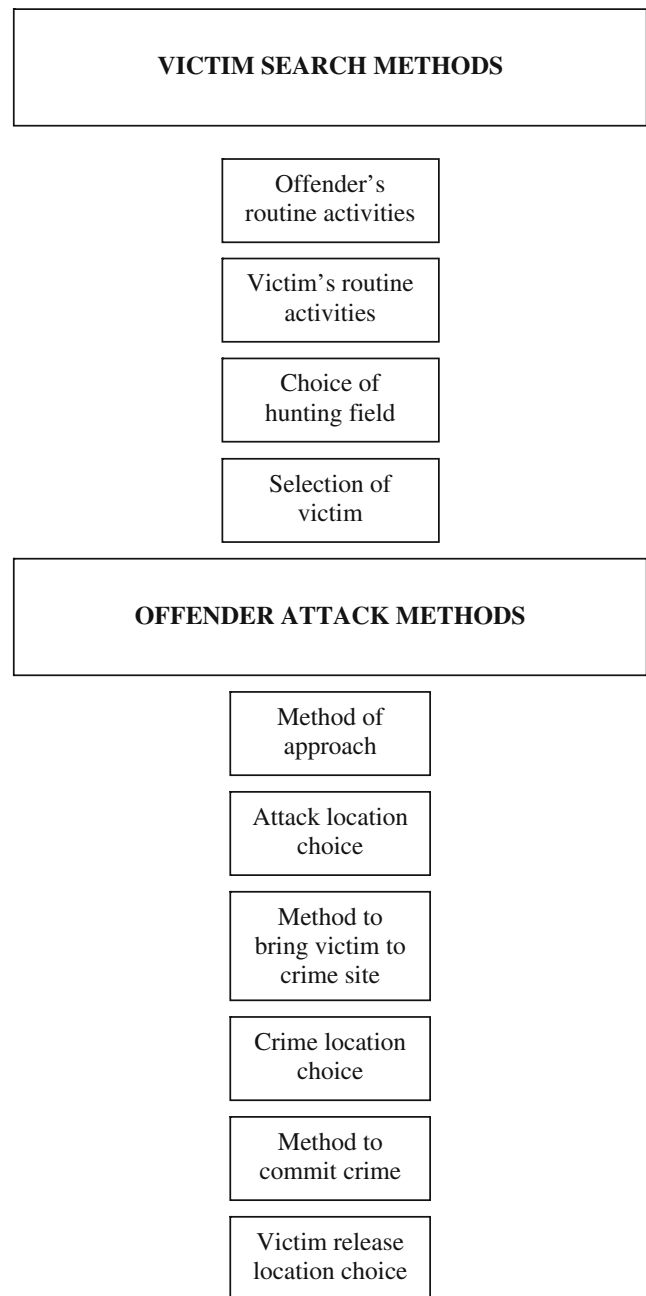 VICTIM SEARCH METHODS
Offender’s
routine activities
Victim’s routine
activities
Choice of
hunting field
Selection of
victim
OFFENDER ATTACK METHODS
Method of
approach
Attack location
choice
Method to
bring victim to
crime site
Crime location
choice
Method to
commit crime
Victim release
location choice